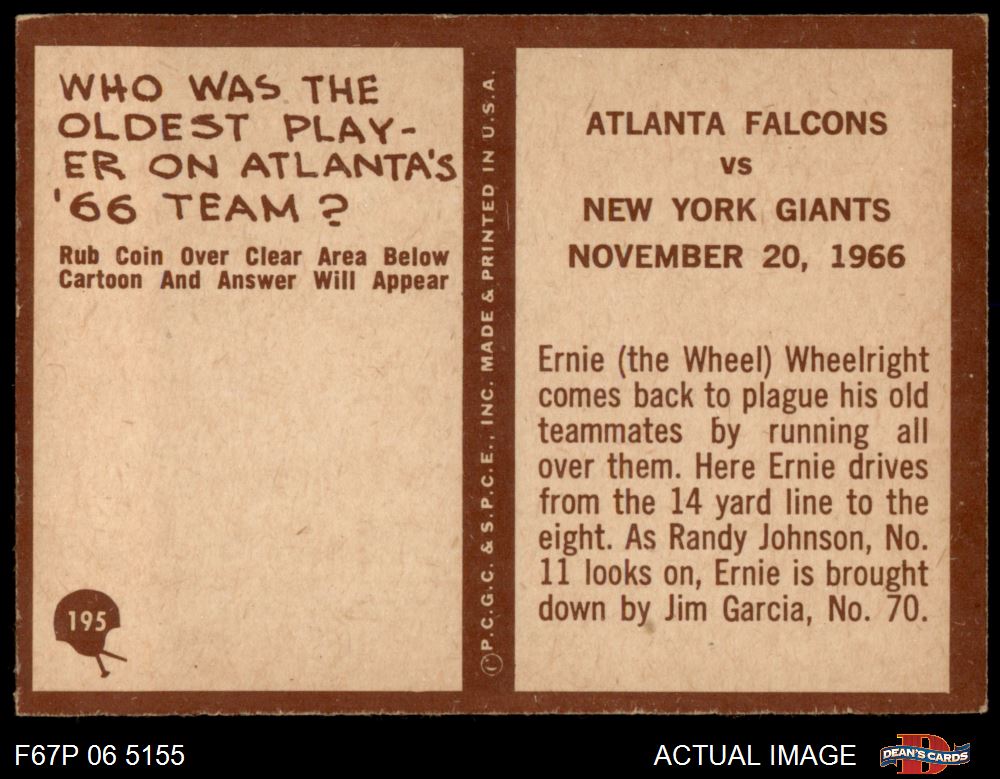 WHO WAS THE
OLDEST PLAY-
ER ON ATLANTA'S
'66 TEAM ?
Rub Coin Over Clear Area Below
Cartoon And Answer Will Appear
195
©P.C.G.C. & S.P.C.E., INC. MADE & PRINTED IN U.S.A.
ATLANTA FALCONS
VS
NEW YORK GIANTS
NOVEMBER 20, 1966
Ernie (the Wheel) Wheelright
comes back to plague his old
teammates by running all
over them. Here Ernie drives
from the 14 yard line to the
eight. As Randy Johnson, No.
11 looks on, Ernie is brought
down by Jim Garcia, No. 70.
F67P 06 5155
ACTUAL IMAGE
D
DEAN'S CARDS